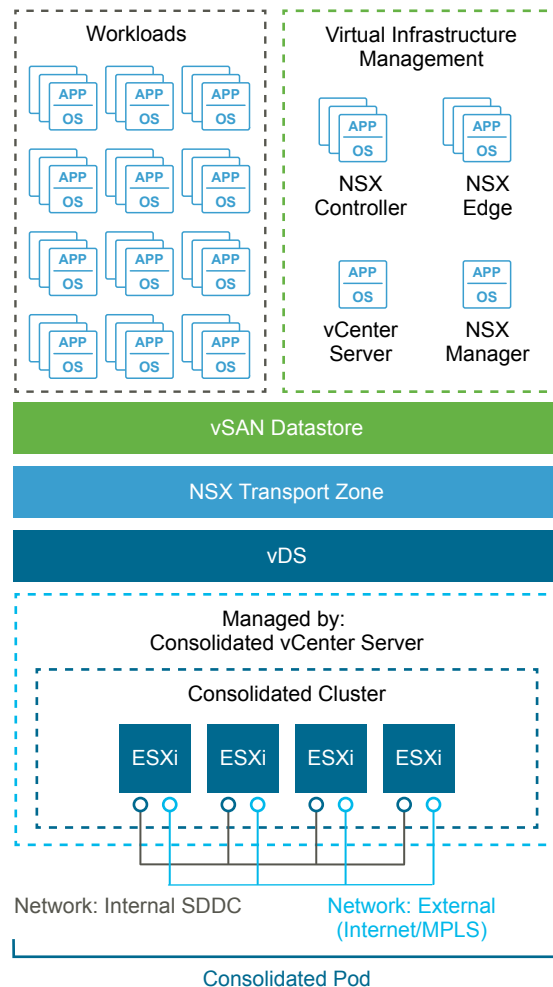 Workloads
Virtual Infrastructure
Management
APP APP APP
OS OS OS
APP APP APP
OS OS OS
APP APP APP
OS OS OS
APP APP APP
OS OS OS
APP APP
OS OS
NSX
Controller
NSX
Edge
APP APP
OS OS
vCenter
Server
NSX
Manager
vSAN Datastore
NSX Transport Zone
vDS
Managed by:
Consolidated vCenter Server
Consolidated Cluster
ESXi ESXi ESXi ESXi
Network: Internal SDDC
Network: External
(Internet/MPLS)
Consolidated Pod